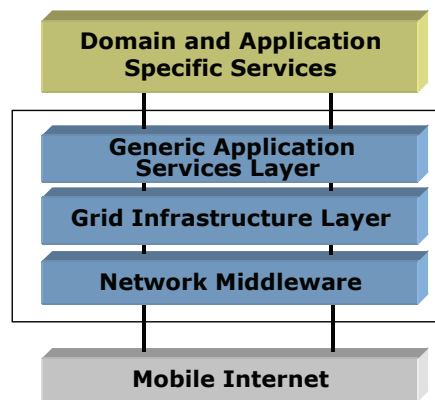 Domain and Application
Specific Services
Generic Application
Services Layer
Grid Infrastructure Layer
Network Middleware
Mobile Internet